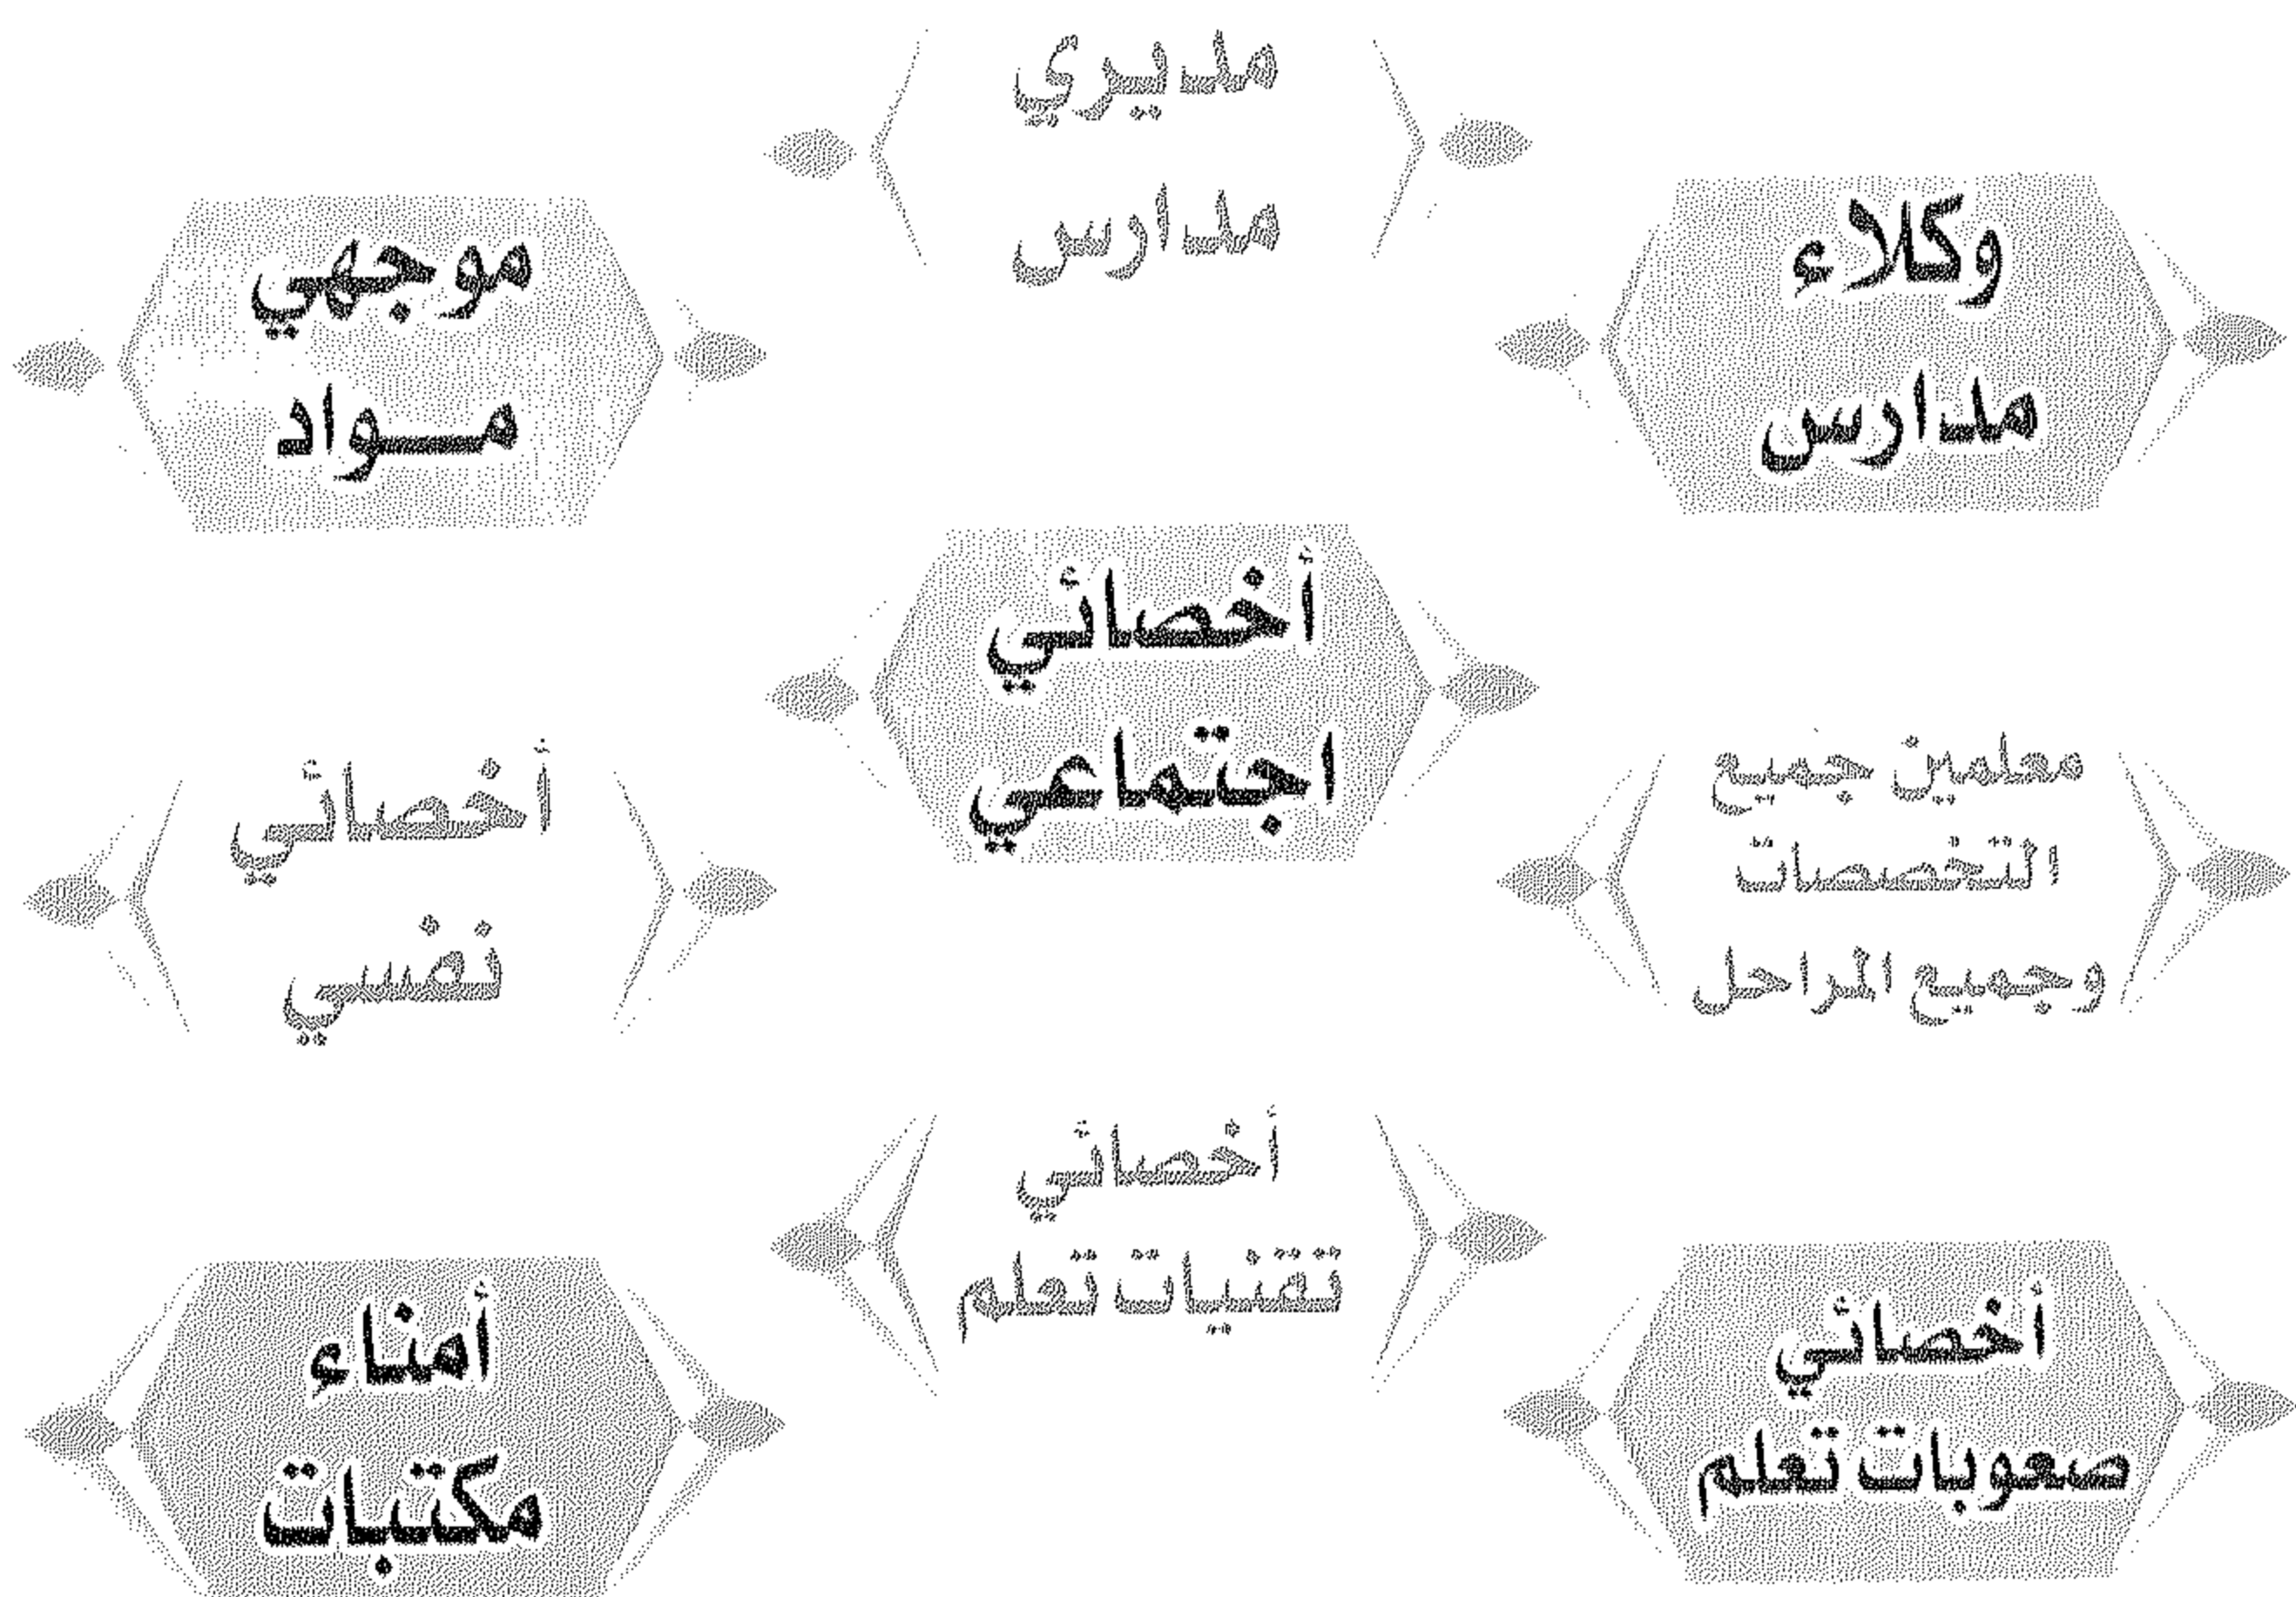 مديري
مدارس
وكلاء
مدارس
موجهي
مــواد
أخصائي
اجتماعي
معلمين جميع
التخصصات
وجميع المراحل
أخصائي
نفسي
أخصائي
تقنيات تعلم
أخصائي
صعوبات تعلم
أمناء
مكتبات